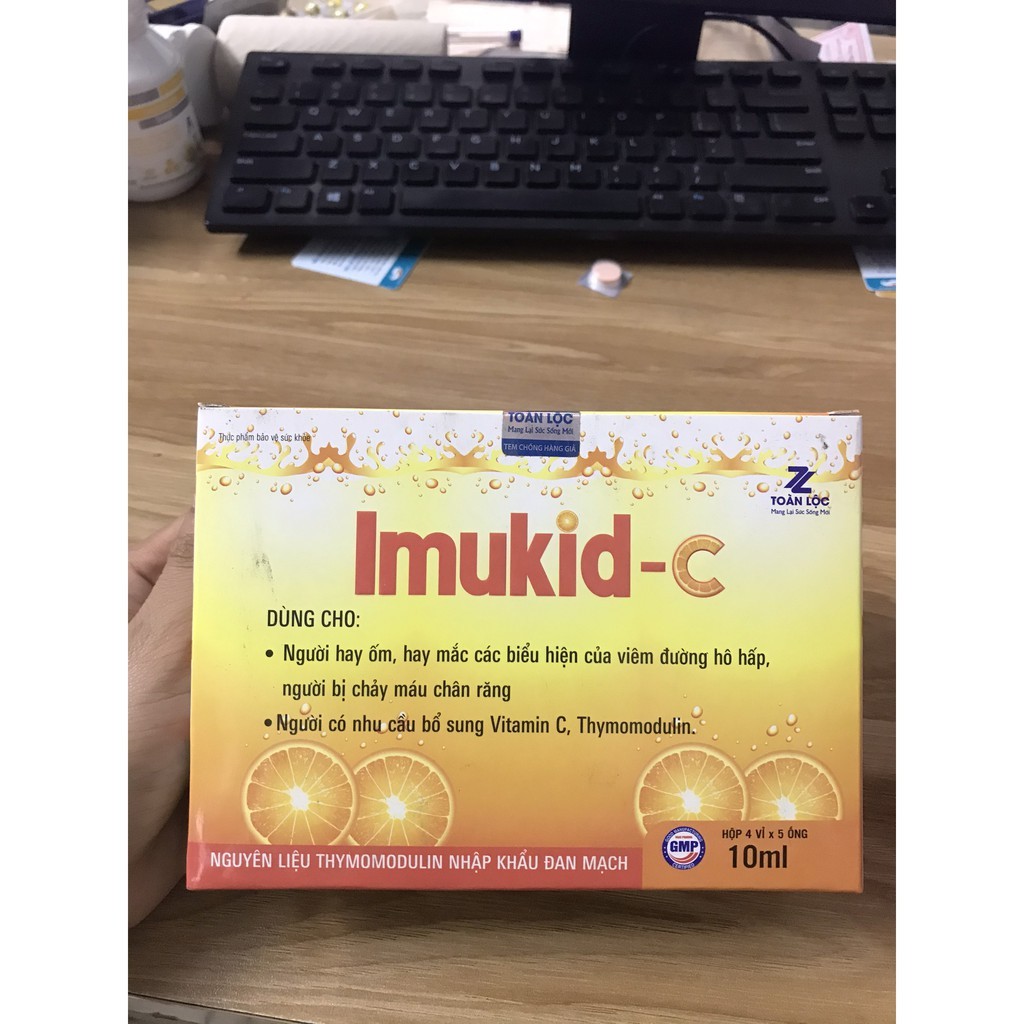 TOÀN LỘC
Mang Lại Sức Sống Mới
TEM CHỐNG HÀNG GIẢ
Thực phẩm bảo vệ sức khỏe
TOÀN LỘC
Mang Lại Sức Sống Mới
Imukid-C
DÙNG CHO:
• Người hay ốm, hay mắc các biểu hiện của viêm đường hô hấp,
người bị chảy máu chân răng
• Người có nhu cầu bổ sung Vitamin C, Thymomodulin.
HỘP 4 VỈ x 5 ỐNG
10ml
GMP
NGUYÊN LIỆU THYMOMODULIN NHẬP KHẨU ĐAN MẠCH